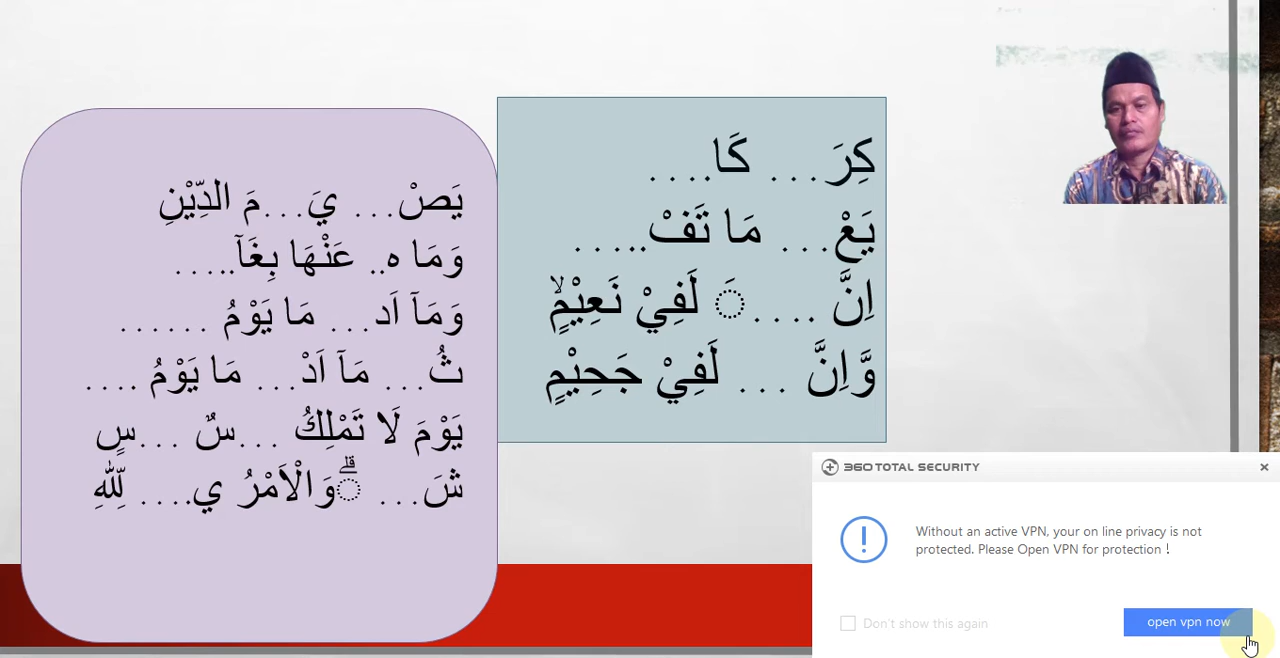 كِرَ... كَا....
يَعْ... مَا تَفْ.....
اِنَّ ....َ لَفِيْ نَعِيْمٍۙ
وَّاِنَّ ... لَفِيْ جَحِيْمٍ
يَصْ... يَ...مَ الدِّيْنِ
وَمَا ه.. عَنْهَا بِغَاۤ.....
وَمَآ اَد... مَا يَوْمُ ......
ثُ... مَآ اَدْ... مَا يَوْمُ ....
يَوْمَ لَا تَمْلِكُ ...سٌ ...سٍ
شَ... ۗوَالْاَمْرُ ي.... لِّلّٰهِ
360 TOTAL SECURITY
Without an active VPN, your on line privacy is not
protected. Please Open VPN for protection !
Don't show this again
open vpn now